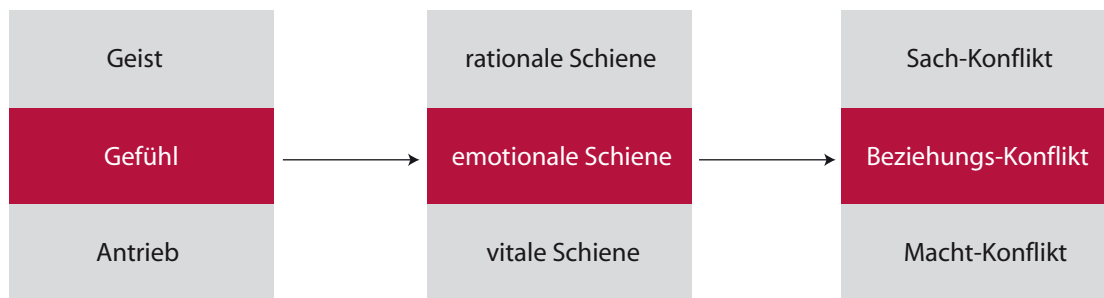 Geist
rationale Schiene
Sach-Konflikt
Gefühl
emotionale Schiene
Beziehungs-Konflikt
Antrieb
vitale Schiene
Macht-Konflikt